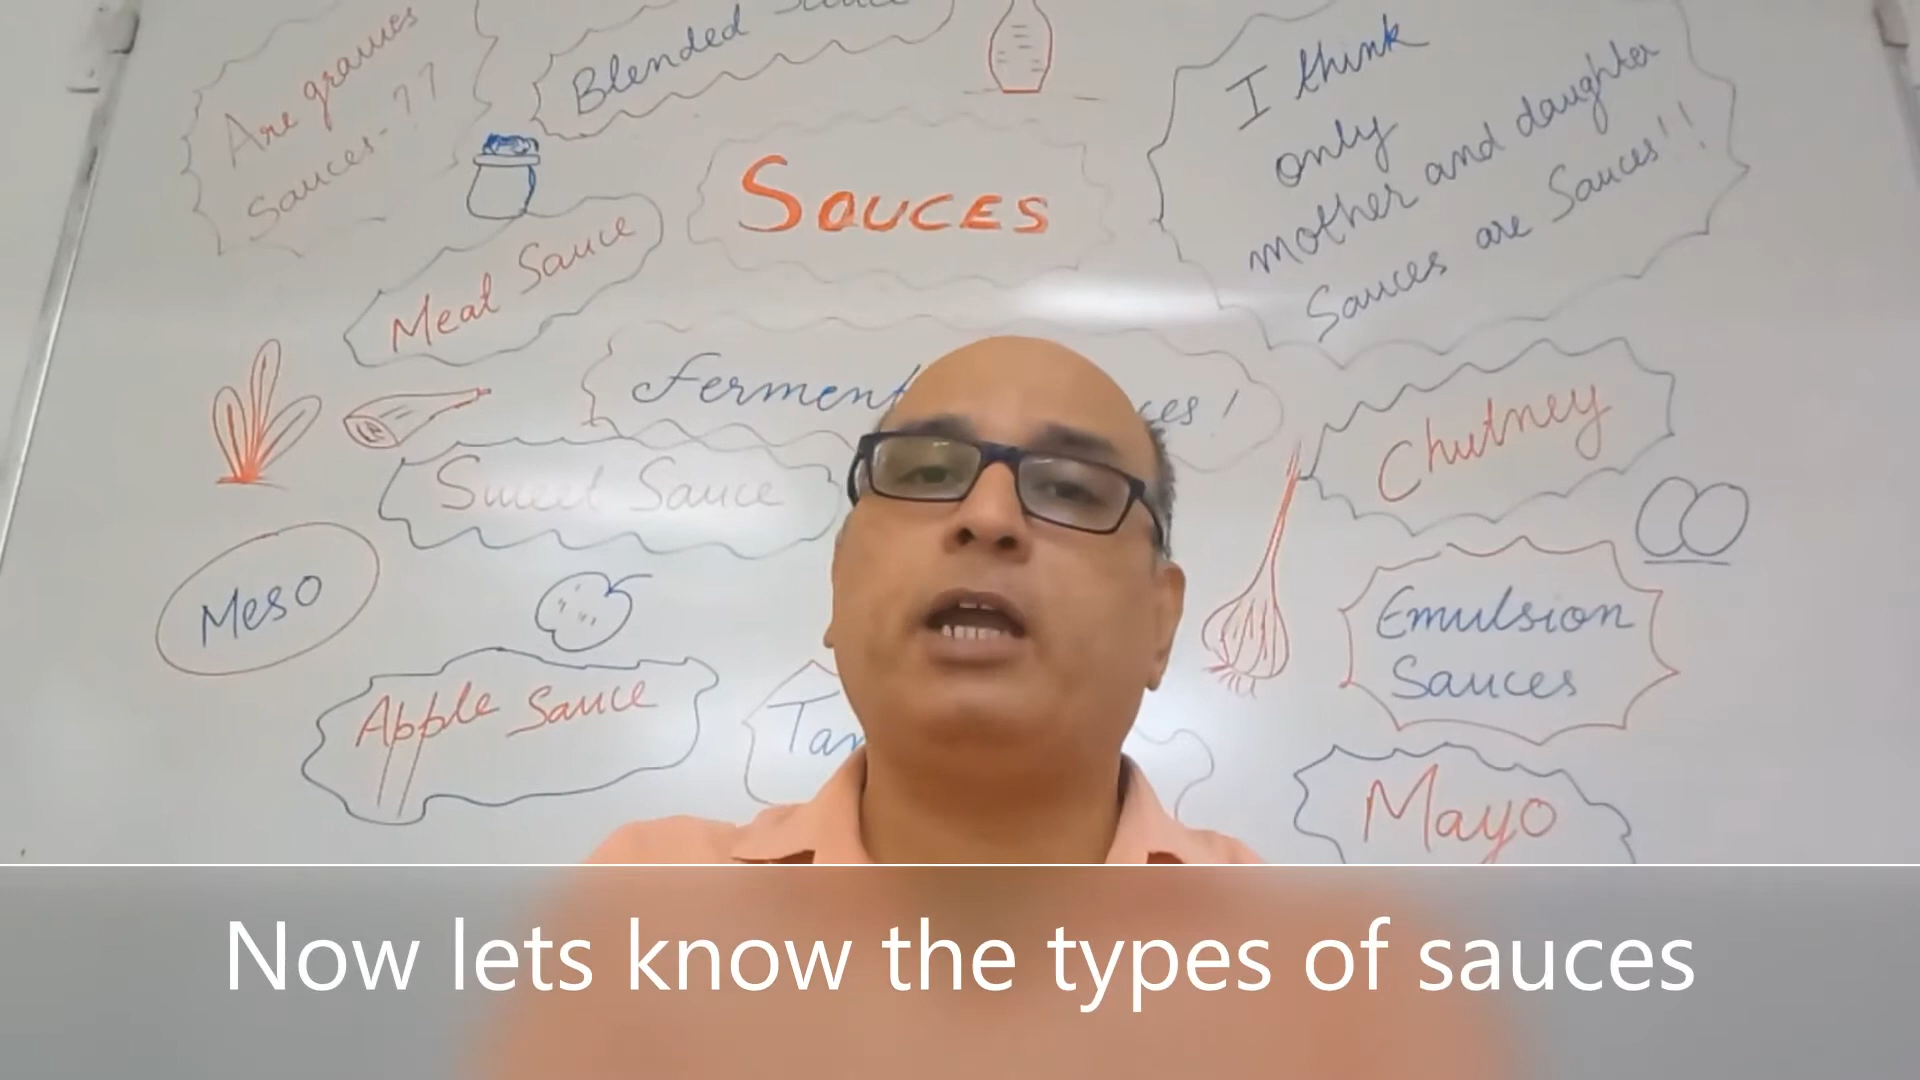 Are gravies
Sauces-??
Blended Sauce
I think
only
mother and daughter
Sauces are Sauces!!
SAUCES
Meat Sauce
Chutney
Sweet Sauce
Meso
Emulsion
Sauces
Apple Sauce
Mayo
Now lets know the types of sauces